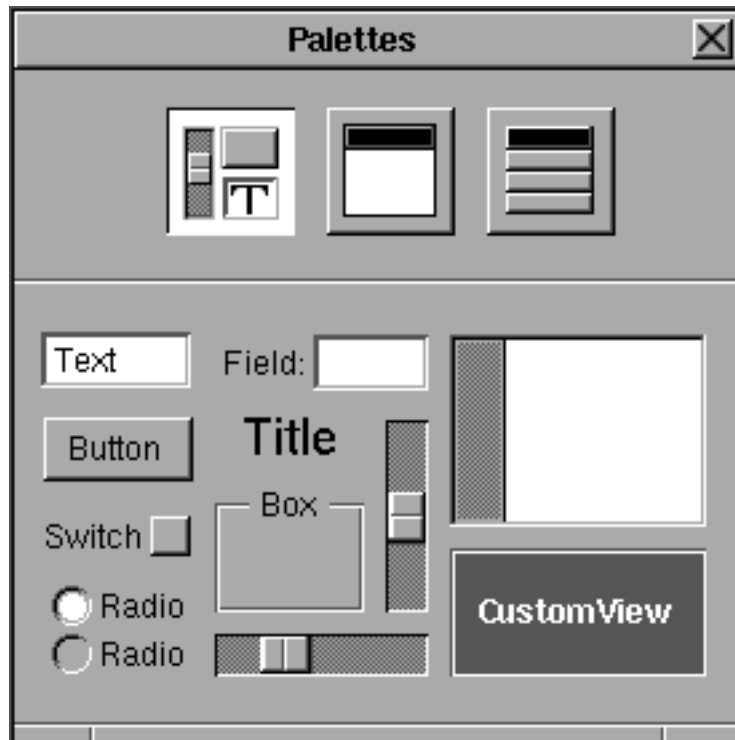 Palettes
T
Text Field:
Button Title
Box
Switch
Radio
Radio
CustomView